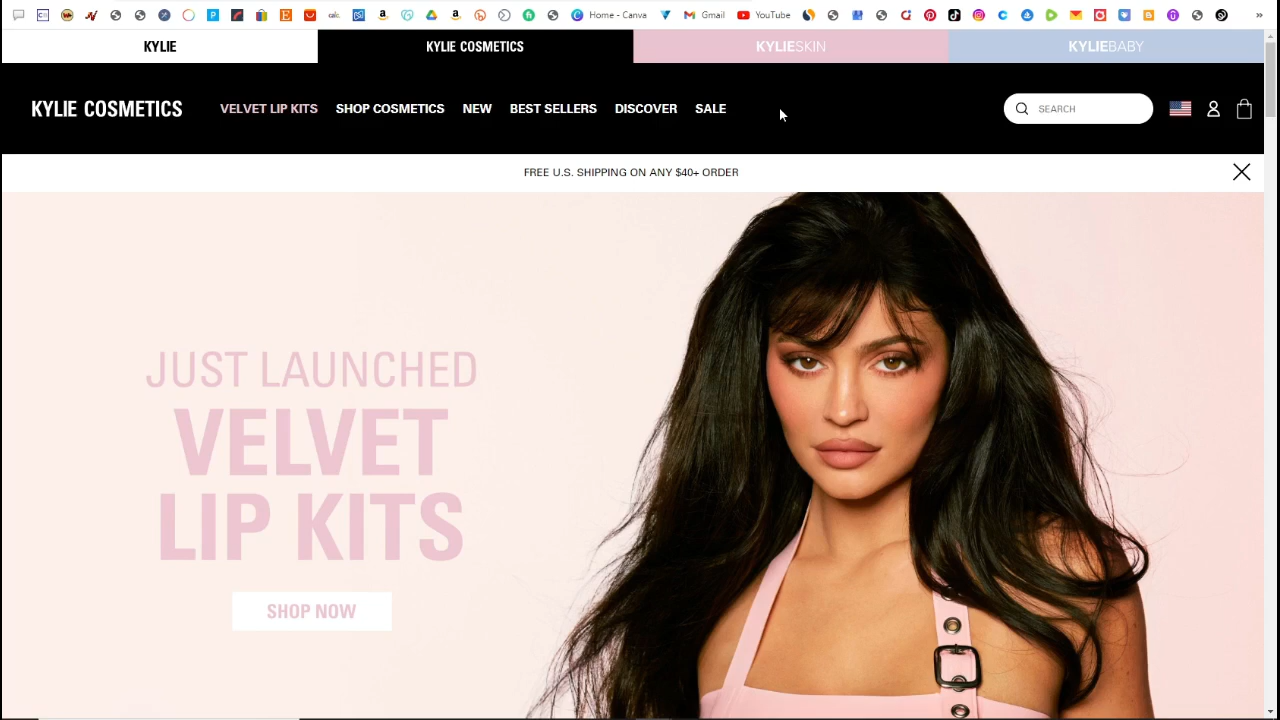 calc. Home - Canva Gmail YouTube »
KYLIE KYLIE COSMETICS KYLIESKIN KYLIEBABY
KYLIE COSMETICS VELVET LIP KITS SHOP COSMETICS NEW BEST SELLERS DISCOVER SALE SEARCH
FREE U.S. SHIPPING ON ANY $40+ ORDER
JUST LAUNCHED
VELVET
LIP KITS
SHOP NOW